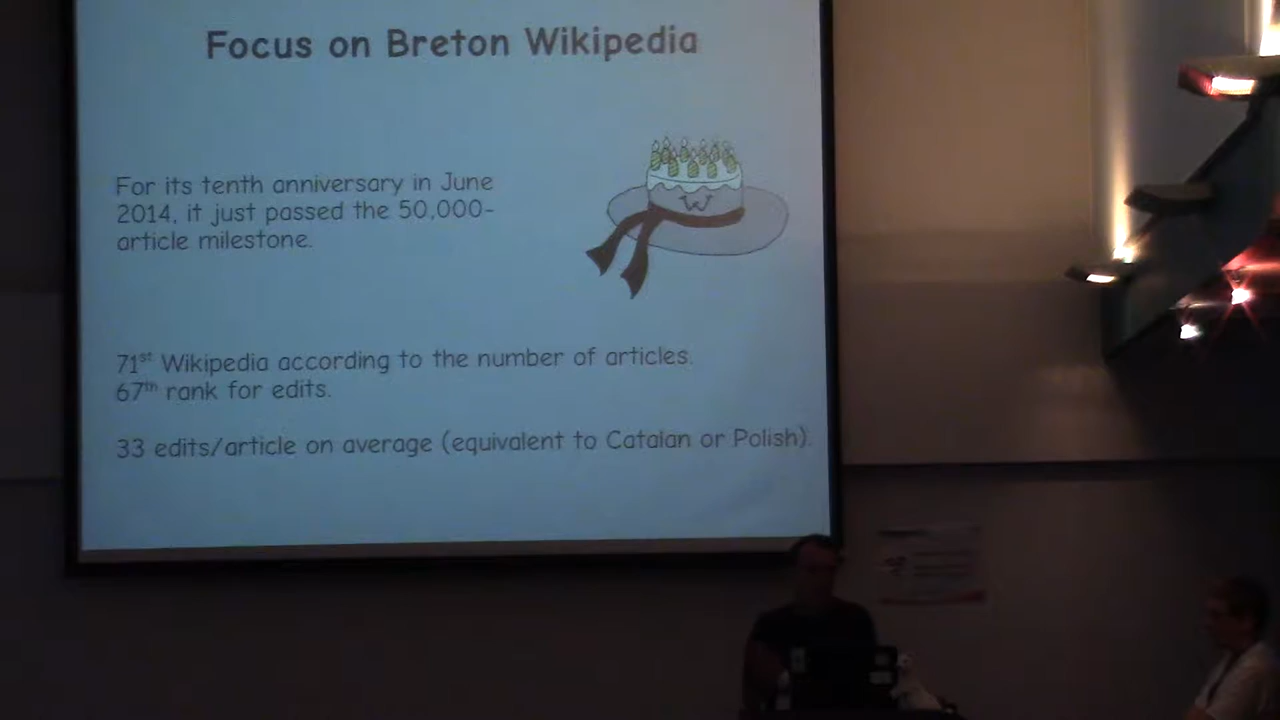 Focus on Breton Wikipedia
For its tenth anniversary in June
2014, it just passed the 50,000-
article milestone.
W
71st Wikipedia according to the number of articles.
67th rank for edits.
33 edits/article on average (equivalent to Catalan or Polish).